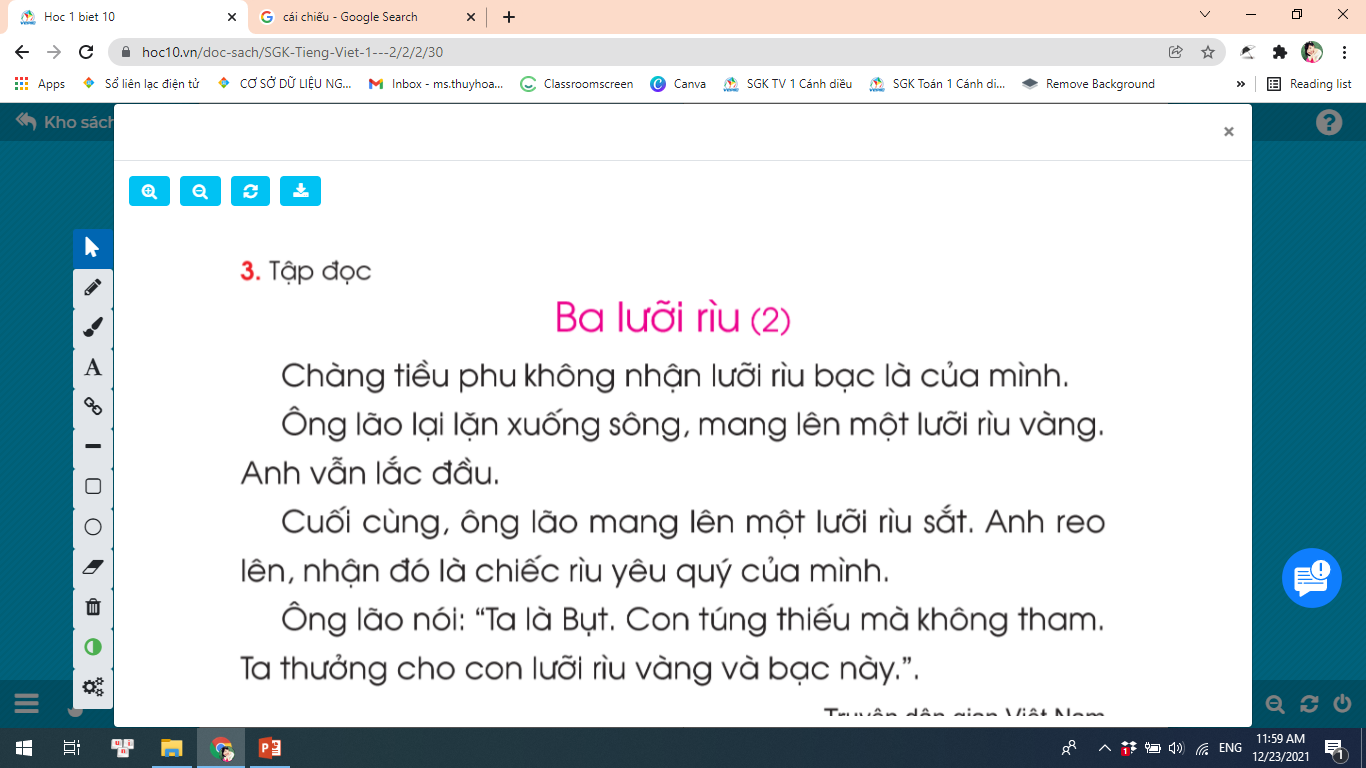 Hoc 1 biet 10
cái chiếu - Google Search
hoc10.vn/doc-sach/SGK-Tieng-Viet-1---2/2/2/30
Apps
Sổ liên lạc điện tử
CƠ SỞ DỮ LIỆU NG...
Inbox - ms.thuyhoa...
Classroomscreen
Canva
SGK TV 1 Cánh diều
SGK Toán 1 Cánh di...
Remove Background
»
Reading list
Kho sách
3. Tập đọc
Ba lưỡi rìu (2)
Chàng tiều phu không nhận lưỡi rìu bạc là của mình.
Ông lão lại lặn xuống sông, mang lên một lưỡi rìu vàng.
Anh vẫn lắc đầu.
Cuối cùng, ông lão mang lên một lưỡi rìu sắt. Anh reo
lên, nhận đó là chiếc rìu yêu quý của mình.
Ông lão nói: “Ta là Bụt. Con túng thiếu mà không tham.
Ta thưởng cho con lưỡi rìu vàng và bạc này.”.
Truyện dân gian Việt Nam
ENG
11:59 AM
12/23/2021
1